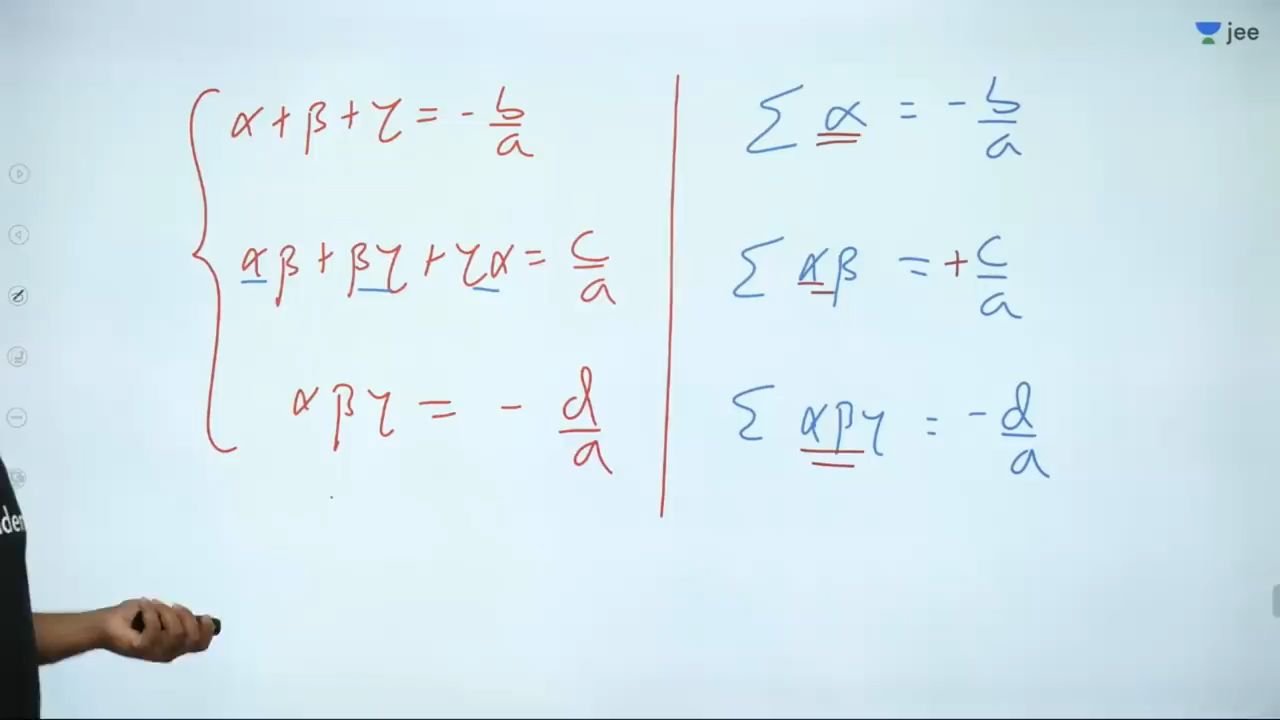 jee
α + β + γ = - b/a
αβ + βγ + γα = c/a
αβγ = - d/a
∑ α = - b/a
∑ αβ = + c/a
∑ αβγ = - d/a